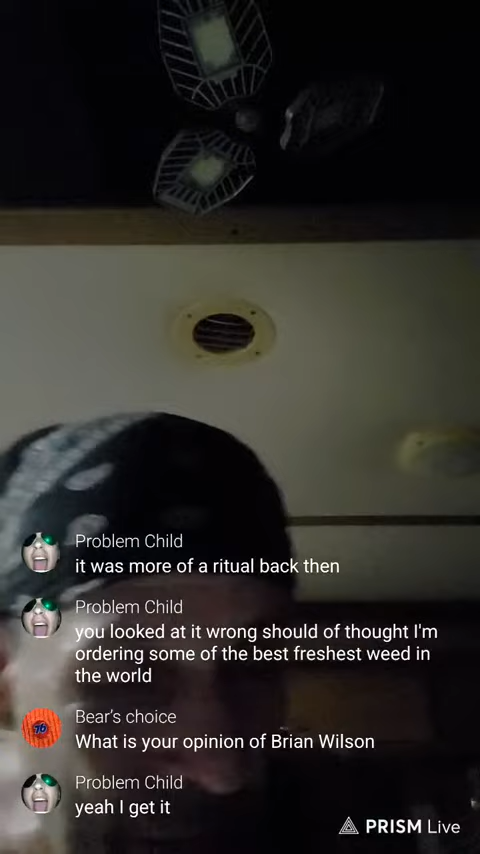 Problem Child
it was more of a ritual back then
Problem Child
you looked at it wrong should of thought I'm
ordering some of the best freshest weed in
the world
Bear's choice
76
What is your opinion of Brian Wilson
Problem Child
yeah I get it
PRISM Live